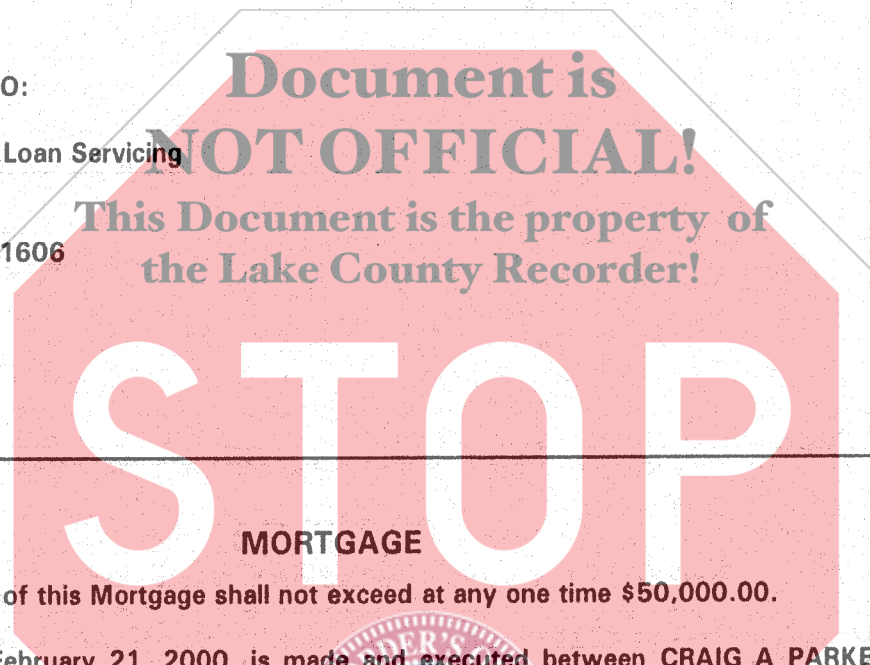 Document is
O:
NOT OFFICIAL!
Loan Servicing
This Document is the property of
1606
the Lake County Recorder!
STOP
MORTGAGE
of this Mortgage shall not exceed at any one time $50,000.00.
February 21, 2000, is made and executed between CRAIG A PARKE